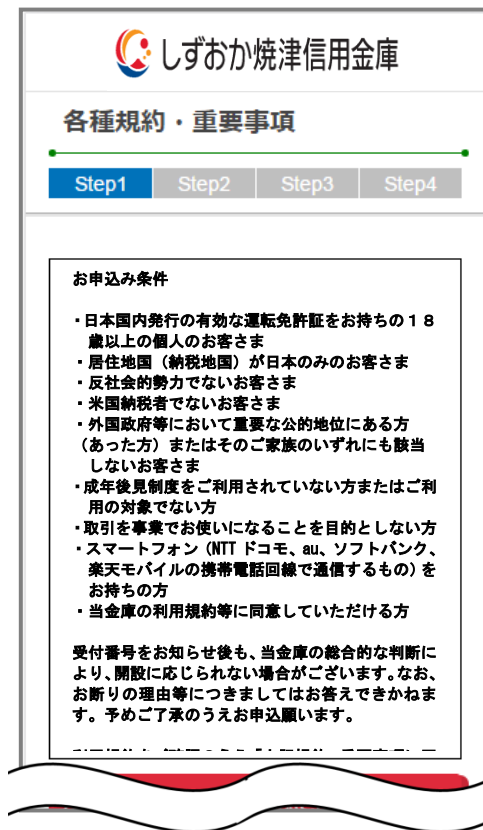 しずおか焼津信用金庫
各種規約・重要事項
Step1 Step2 Step3 Step4
お申込み条件
・日本国内発行の有効な運転免許証をお持ちの１８
歳以上の個人のお客さま
・居住地国（納税地国）が日本のみのお客さま
・反社会的勢力でないお客さま
・米国納税者でないお客さま
・外国政府等において重要な公的地位にある方
（あった方）またはそのご家族のいずれにも該当
しないお客さま
・成年後見制度をご利用されていない方またはご利
用の対象でない方
・取引を事業でお使いになることを目的としない方
・スマートフォン（NTT ドコモ、au、ソフトバンク、
楽天モバイルの携帯電話回線で通信するもの）を
お持ちの方
・当金庫の利用規約等に同意していただける方
受付番号をお知らせ後も、当金庫の総合的な判断に
より、開設に応じられない場合がございます。なお、
お断りの理由等につきましてはお答えできかねま
す。予めご了承のうえお申込願います。